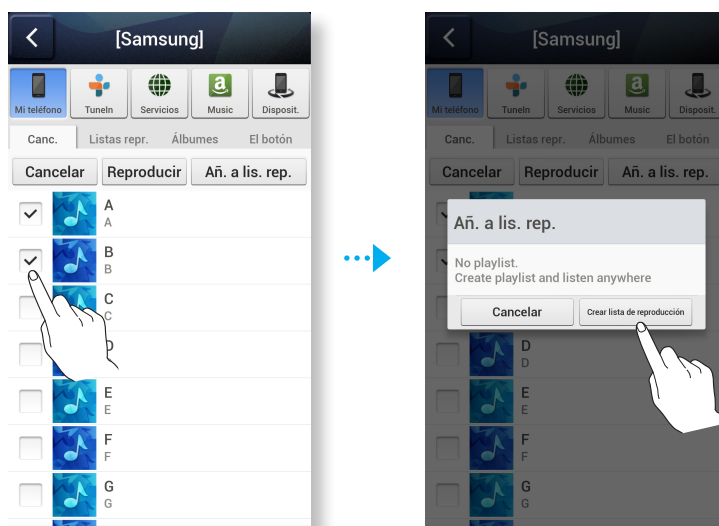 [Samsung]
Mi teléfono TuneIn Servicios Music Disposit.
Canc. Listas repr. Álbumes El botón
Cancelar Reproducir Añ. a lis. rep.
A
A
B
B
C
C
D
E
E
F
F
G
G
[Samsung]
Mi teléfono TuneIn Servicios Music Disposit.
Canc. Listas repr. Álbumes El botón
Cancelar Reproducir Añ. a lis. rep.
Añ. a lis. rep.
No playlist.
Create playlist and listen anywhere
Cancelar Crear lista de reproducción
D
D
E
E
F
F
G
G